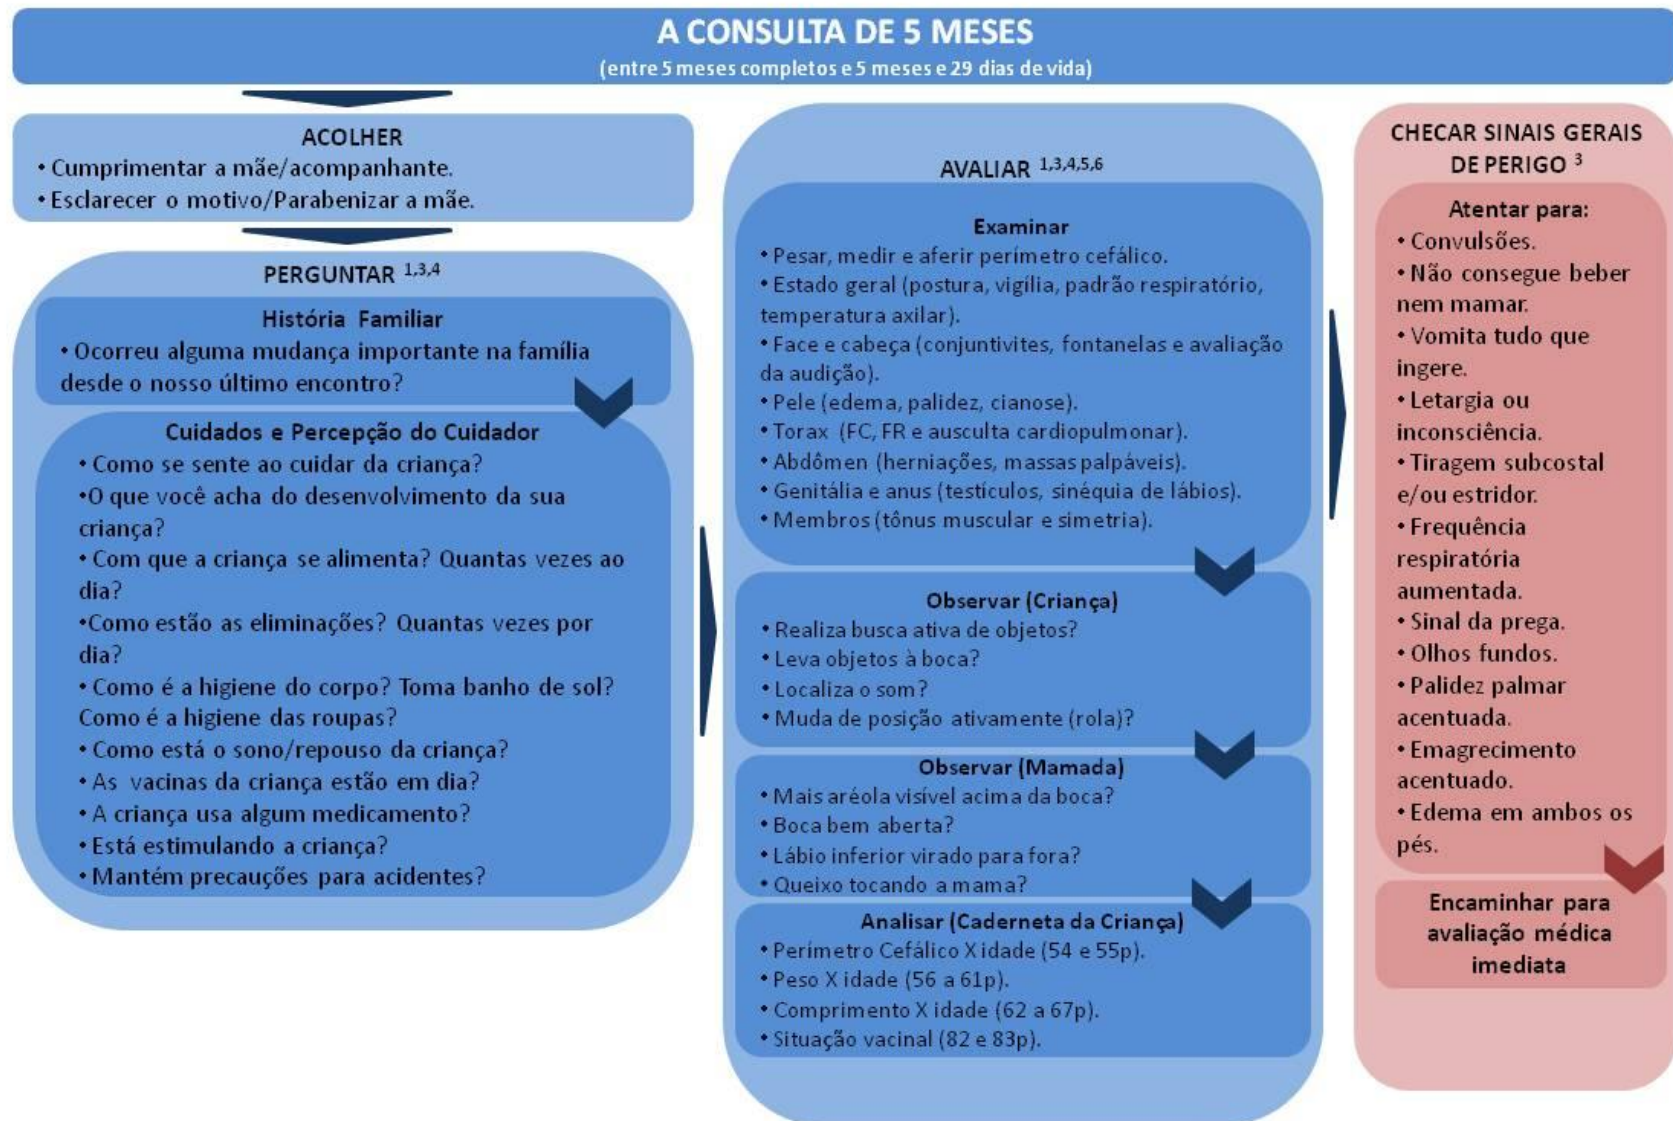 A CONSULTA DE 5 MESES
(entre 5 meses completos e 5 meses e 29 dias de vida)
ACOLHER
• Cumprimentar a mãe/acompanhante.
• Esclarecer o motivo/Parabenizar a mãe.
PERGUNTAR 1,3,4
História Familiar
• Ocorreu alguma mudança importante na família
desde o nosso último encontro?
Cuidados e Percepção do Cuidador
• Como se sente ao cuidar da criança?
•O que você acha do desenvolvimento da sua
criança?
• Com que a criança se alimenta? Quantas vezes ao
dia?
•Como estão as eliminações? Quantas vezes por
dia?
• Como é a higiene do corpo? Toma banho de sol?
Como é a higiene das roupas?
• Como está o sono/repouso da criança?
• As vacinas da criança estão em dia?
• A criança usa algum medicamento?
• Está estimulando a criança?
• Mantém precauções para acidentes?
AVALIAR 1,3,4,5,6
Examinar
• Pesar, medir e aferir perímetro cefálico.
• Estado geral (postura, vigília, padrão respiratório,
temperatura axilar).
• Face e cabeça (conjuntivites, fontanelas e avaliação
da audição).
• Pele (edema, palidez, cianose).
• Torax (FC, FR e ausculta cardiopulmonar).
• Abdômen (herniações, massas palpáveis).
• Genitália e anus (testículos, sinéquia de lábios).
• Membros (tônus muscular e simetria).
Observar (Criança)
• Realiza busca ativa de objetos?
• Leva objetos à boca?
• Localiza o som?
• Muda de posição ativamente (rola)?
Observar (Mamada)
• Mais aréola visível acima da boca?
• Boca bem aberta?
• Lábio inferior virado para fora?
• Queixo tocando a mama?
Analisar (Caderneta da Criança)
• Perímetro Cefálico X idade (54 e 55p).
• Peso X idade (56 a 61p).
• Comprimento X idade (62 a 67p).
• Situação vacinal (82 e 83p).
CHECAR SINAIS GERAIS
DE PERIGO 3
Atentar para:
• Convulsões.
• Não consegue beber
nem mamar.
• Vomita tudo que
ingere.
• Letargia ou
inconsciência.
• Tiragem subcostal
e/ou estridor.
• Frequência
respiratória
aumentada.
• Sinal da prega.
• Olhos fundos.
• Palidez palmar
acentuada.
• Emagrecimento
acentuado.
• Edema em ambos os
pés.
Encaminhar para
avaliação médica
imediata